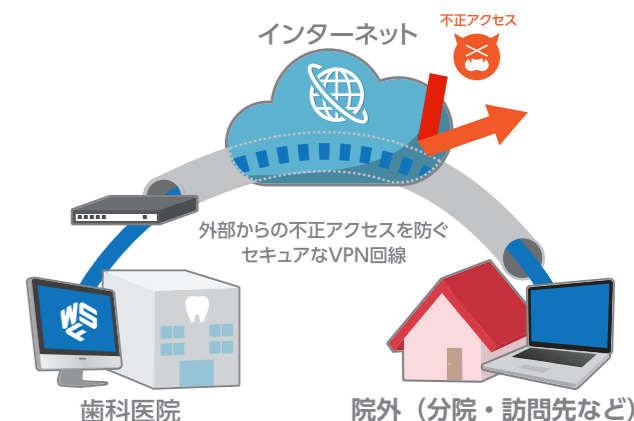 不正アクセス
インターネット
外部からの不正アクセスを防ぐ
セキュアなVPN回線
WSF
歯科医院
院外（分院・訪問先など）